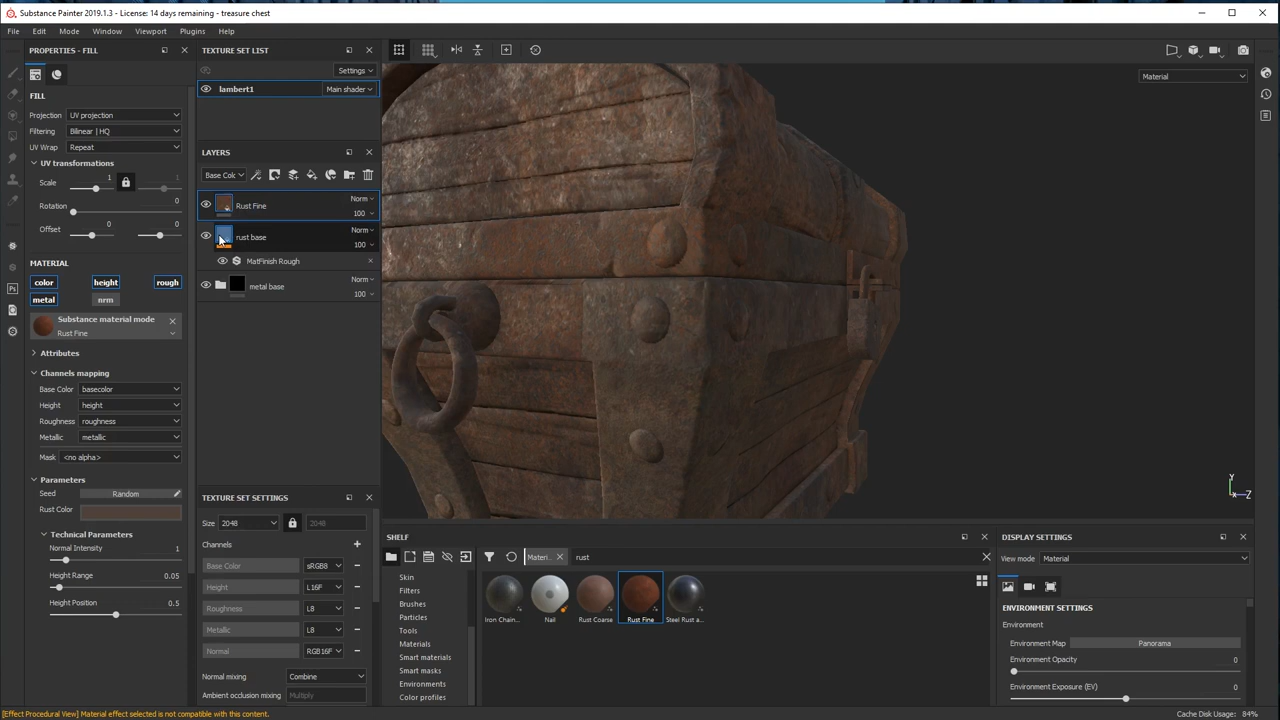 Substance Painter 2019.1.3 - License: 14 days remaining - treasure chest
File Edit Mode Window Viewport Plugins Help
PROPERTIES - FILL
FILL
Projection UV projection
Filtering Bilinear | HQ
UV Wrap Repeat
UV transformations
Scale 1 1
Rotation 0
Offset 0 0
MATERIAL
color height rough
metal nrm
Substance material mode
Rust Fine
Attributes
Channels mapping
Base Color basecolor
Height height
Roughness roughness
Metallic metallic
Mask <no alpha>
Parameters
Seed Random
Rust Color
Technical Parameters
Normal Intensity 1
Height Range 0.05
Height Position 0.5
TEXTURE SET LIST
Settings
lambert1 Main shader
LAYERS
Base Colc
Rust Fine Norm 100
rust base Norm 100
MatFinish Rough
metal base Norm 100
TEXTURE SET SETTINGS
Size 2048 2048
Channels
Base Color sRGB8
Height L16F
Roughness L8
Metallic L8
Normal RGB16F
Normal mixing Combine
Ambient occlusion mixing Multiply
Material
Y
Z
SHELF
Materi... rust
Skin
Filters
Brushes
Particles
Tools
Materials
Smart materials
Smart masks
Environments
Color profiles
Iron Chain... Nail Rust Coarse Rust Fine Steel Rust a...
DISPLAY SETTINGS
View mode Material
ENVIRONMENT SETTINGS
Environment
Environment Map Panorama
Environment Opacity 0
Environment Exposure (EV) 0
[Effect Procedural View] Material effect selected is not compatible with this content.
Cache Disk Usage: 84%